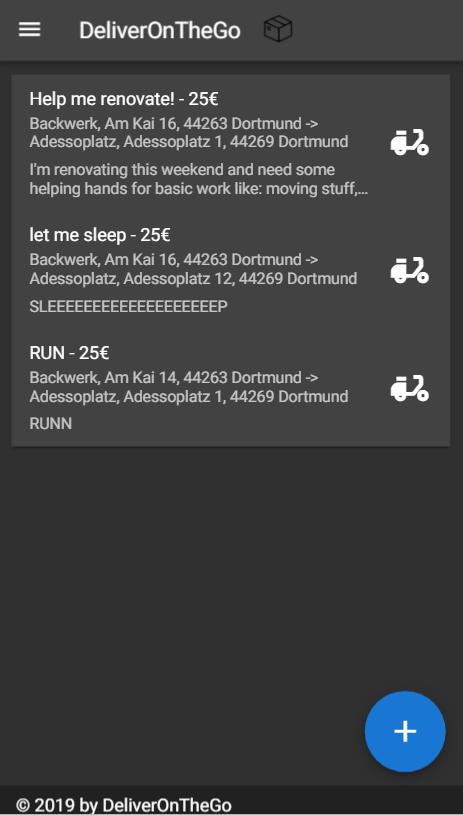 DeliverOnTheGo
Help me renovate! - 25€
Backwerk, Am Kai 16, 44263 Dortmund ->
Adessoplatz, Adessoplatz 1, 44269 Dortmund
I'm renovating this weekend and need some
helping hands for basic work like: moving stuff,...
let me sleep - 25€
Backwerk, Am Kai 16, 44263 Dortmund ->
Adessoplatz, Adessoplatz 12, 44269 Dortmund
SLEEEEEEEEEEEEEEEEEEEP
RUN - 25€
Backwerk, Am Kai 14, 44263 Dortmund ->
Adessoplatz, Adessoplatz 1, 44269 Dortmund
RUNN
+
© 2019 by DeliverOnTheGo